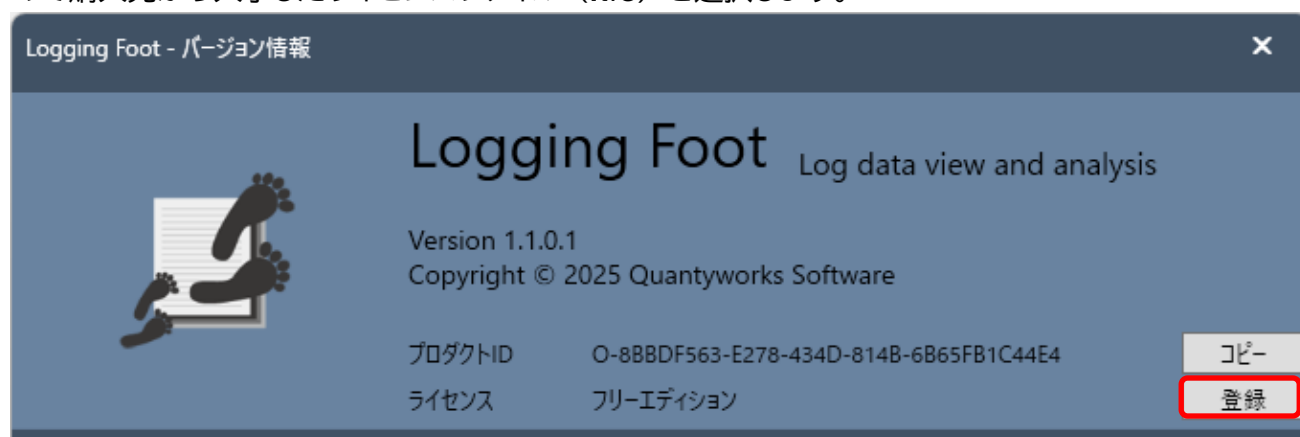 Logging Foot - バージョン情報
Logging Foot Log data view and analysis
Version 1.1.0.1
Copyright © 2025 Quantyworks Software
プロダクトID O-8BBDF563-E278-434D-814B-6B65FB1C44E4 コピー
ライセンス フリーエディション 登録